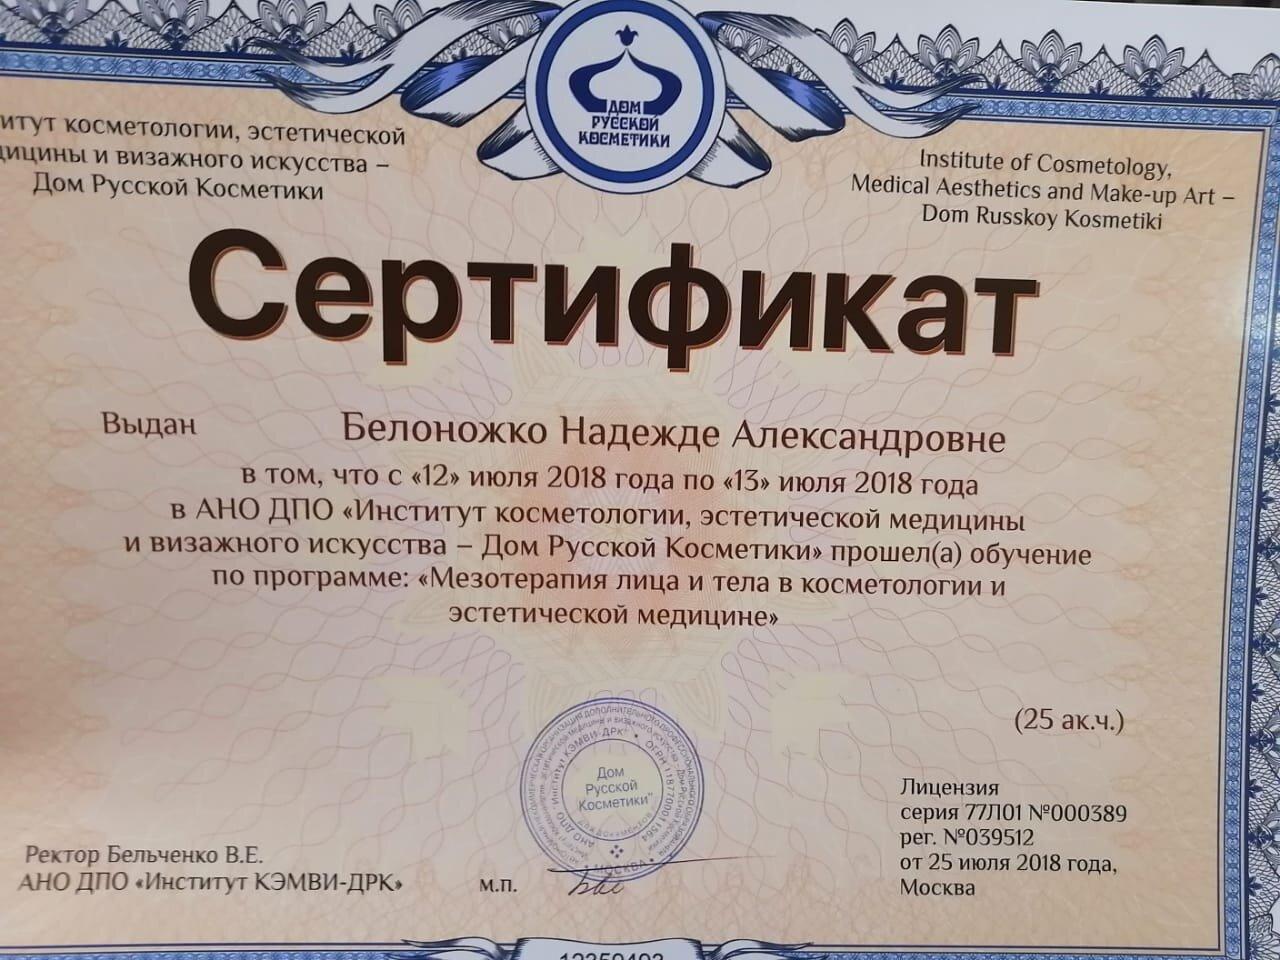 ДОМ
РУССКОЙ
КОСМЕТИКИ
итут косметологии, эстетической
ицины и визажного искусства –
Дом Русской Косметики
Institute of Cosmetology,
Medical Aesthetics and Make-up Art –
Dom Russkoy Kosmetiki
Сертификат
Выдан Белоножко Надежде Александровне
в том, что с «12» июля 2018 года по «13» июля 2018 года
в АНО ДПО «Институт косметологии, эстетической медицины
и визажного искусства – Дом Русской Косметики» прошел(а) обучение
по программе: «Мезотерапия лица и тела в косметологии и
эстетической медицине»
(25 ак.ч.)
Дом
Русской
Косметики"
МОСКВА
Лицензия
серия 77Л01 №000389
рег. №039512
от 25 июля 2018 года,
Москва
Ректор Бельченко В.Е.
АНО ДПО «Институт КЭМВИ-ДРК»
м.п.